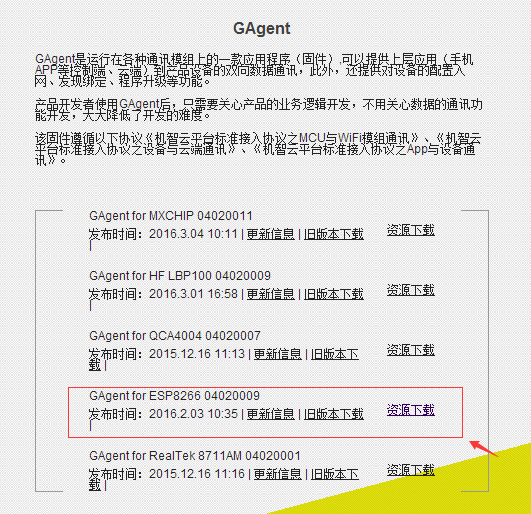 GAgent
GAgent是运行在各种通讯模组上的一款应用程序（固件）,可以提供上层应用（手机
APP等控制端、云端）到产品设备的双向数据通讯，此外，还提供对设备的配置入
网、发现绑定、程序升级等功能。
产品开发者使用GAgent后，只需要关心产品的业务逻辑开发，不用关心数据的通讯功
能开发，大大降低了开发的难度。
该固件遵循以下协议《机智云平台标准接入协议之MCU与WiFi模组通讯》、《机智云
平台标准接入协议之设备与云端通讯》、《机智云平台标准接入协议之App与设备通
讯》。
GAgent for MXCHIP 04020011
发布时间：2016.3.04 10:11 | 更新信息 | 旧版本下载
|
资源下载
GAgent for HF LBP100 04020009
发布时间：2016.3.01 16:58 | 更新信息 | 旧版本下载
|
资源下载
GAgent for QCA4004 04020007
发布时间：2015.12.16 11:13 | 更新信息 | 旧版本下
载 |
资源下载
GAgent for ESP8266 04020009
发布时间：2016.2.03 10:35 | 更新信息 | 旧版本下载
|
资源下载
GAgent for RealTek 8711AM 04020001
发布时间：2015.12.16 11:16 | 更新信息 | 旧版本下
载 |
资源下载